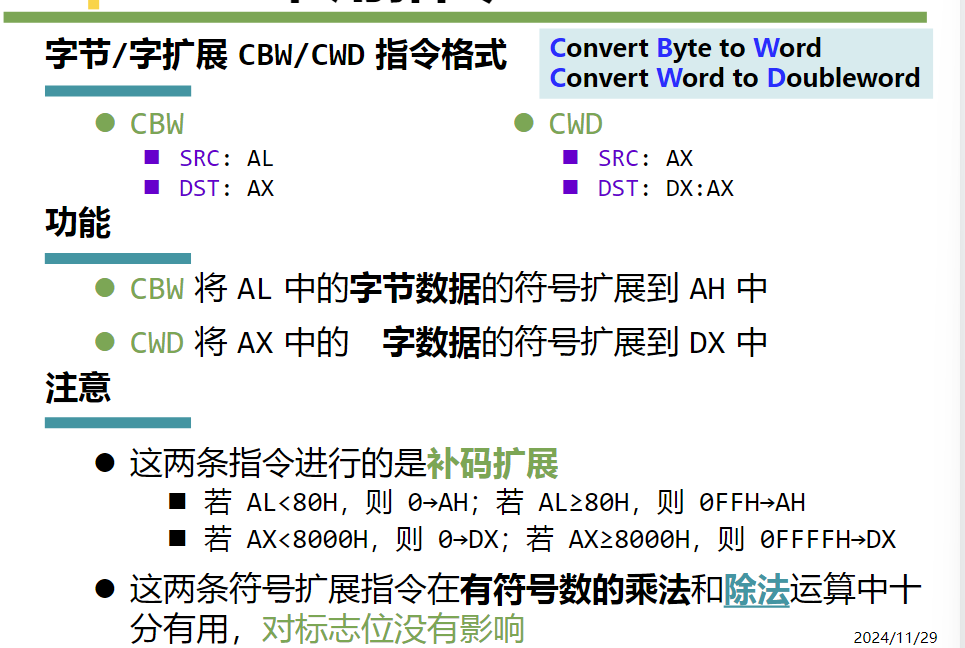 字节/字扩展 CBW/CWD 指令格式
Convert Byte to Word
Convert Word to Doubleword
CBW
SRC: AL
DST: AX
CWD
SRC: AX
DST: DX:AX
功能
CBW 将 AL 中的字节数据的符号扩展到 AH 中
CWD 将 AX 中的 字数据的符号扩展到 DX 中
注意
这两条指令进行的是补码扩展
若 AL<80H，则 0→AH；若 AL≥80H，则 0FFH→AH
若 AX<8000H，则 0→DX；若 AX≥8000H，则 0FFFFH→DX
这两条符号扩展指令在有符号数的乘法和除法运算中十
分有用，对标志位没有影响
2024/11/29